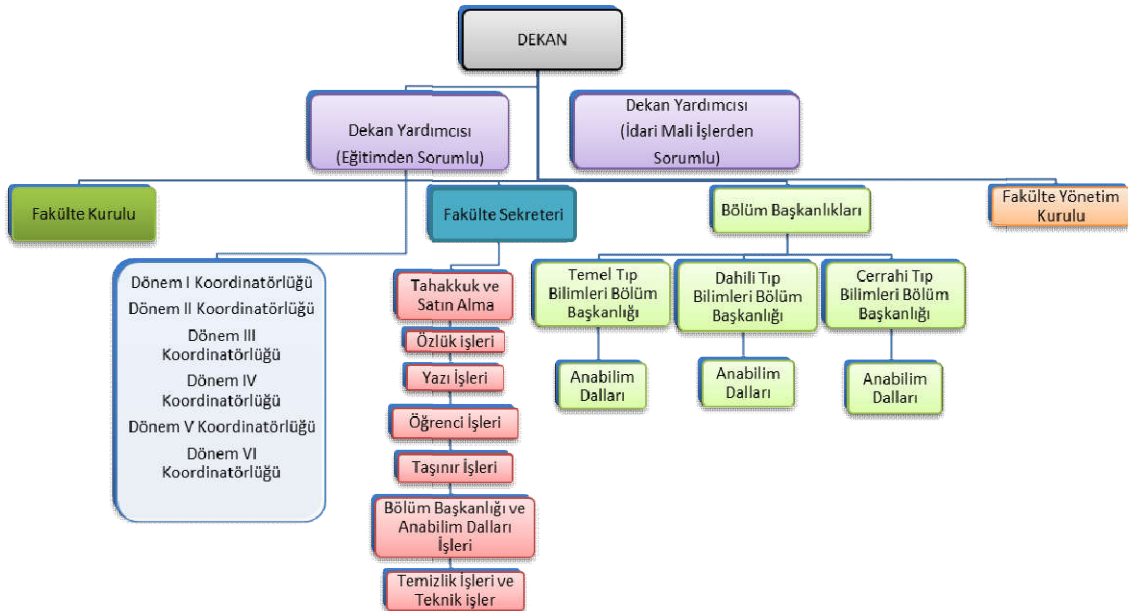 DEKAN
Dekan Yardımcısı
(Eğitimden Sorumlu)
Dekan Yardımcısı
(İdari Mali İşlerden
Sorumlu)
Fakülte Kurulu
Fakülte Sekreteri
Bölüm Başkanlıkları
Fakülte Yönetim
Kurulu
Dönem I Koordinatörlüğü
Dönem II Koordinatörlüğü
Dönem III
Koordinatörlüğü
Dönem IV
Koordinatörlüğü
Dönem V Koordinatörlüğü
Dönem VI
Koordinatörlüğü
Tahakkuk ve
Satın Alma
Özlük işleri
Yazı İşleri
Öğrenci İşleri
Taşınır İşleri
Bölüm Başkanlığı ve
Anabilim Dalları
İşleri
Temizlik İşleri ve
Teknik işler
Temel Tıp
Bilimleri Bölüm
Başkanlığı
Dahili Tıp
Bilimleri Bölüm
Başkanlığı
Cerrahi Tıp
Bilimleri Bölüm
Başkanlığı
Anabilim
Dalları
Anabilim
Dalları
Anabilim
Dalları